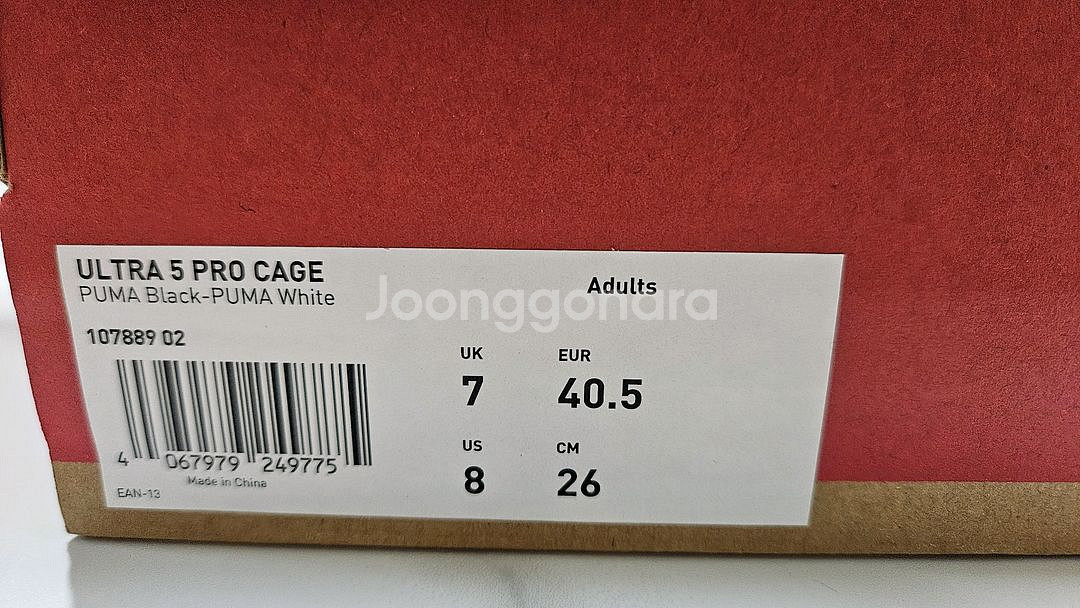 ULTRA 5 PRO CAGE
PUMA Black-PUMA White
Adults
Joonggonara
107889 02
UK
EUR
7
40.5
US
CM
8
26
4 067979 249775
Made in China
EAN-13